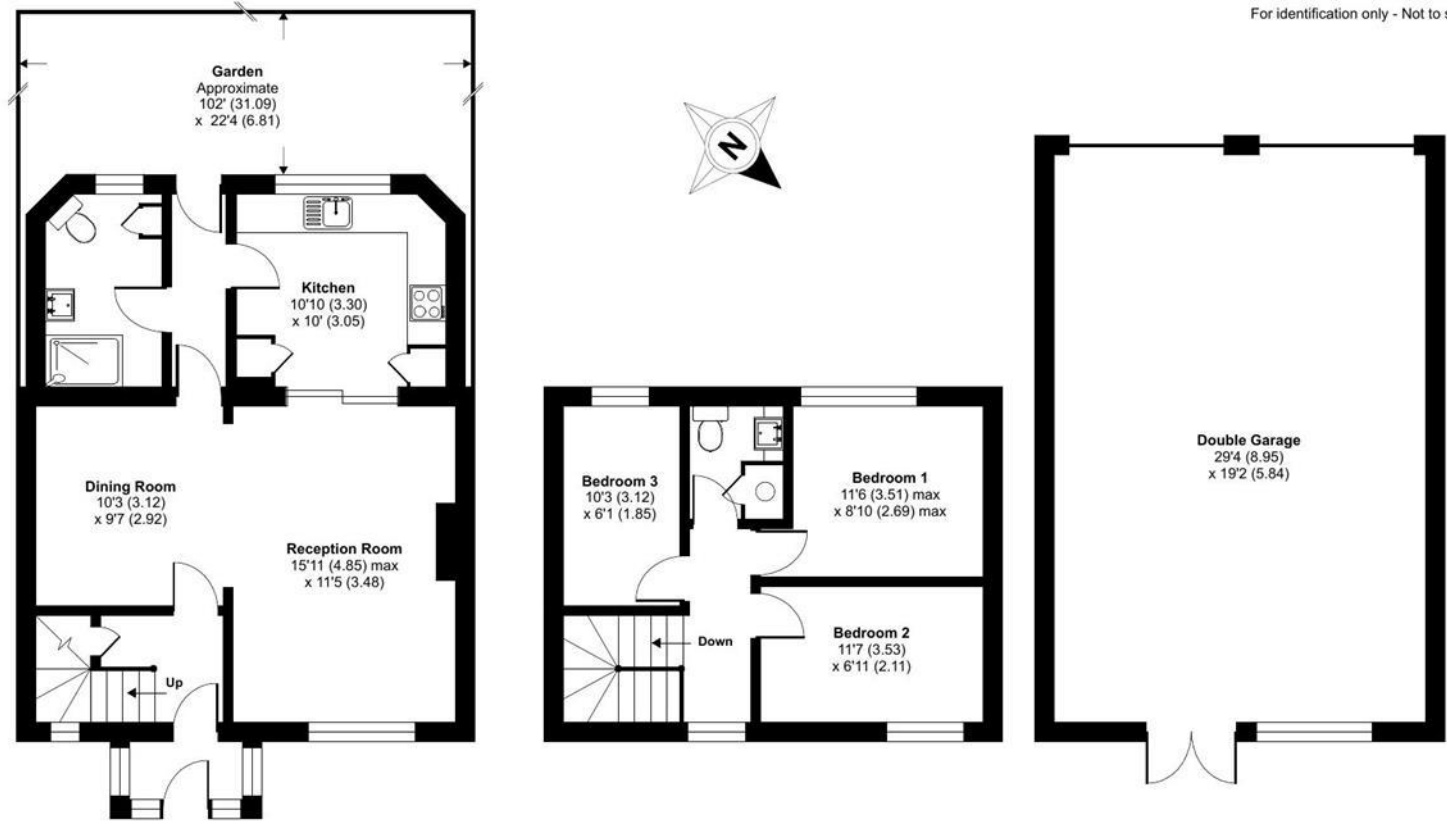 For identification only - Not to s
Garden
Approximate
102' (31.09)
x 22'4 (6.81)
N
Kitchen
10'10 (3.30)
x 10' (3.05)
Dining Room
10'3 (3.12)
x 9'7 (2.92)
Reception Room
15'11 (4.85) max
x 11'5 (3.48)
Up
Bedroom 3
10'3 (3.12)
x 6'1 (1.85)
Bedroom 1
11'6 (3.51) max
x 8'10 (2.69) max
Down
Bedroom 2
11'7 (3.53)
x 6'11 (2.11)
Double Garage
29'4 (8.95)
x 19'2 (5.84)